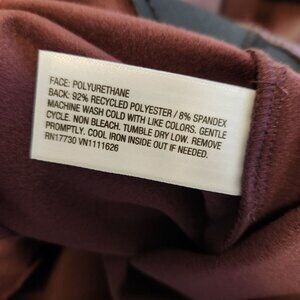 FACE: POLYURETHANE
BACK: 92% RECYCLED POLYESTER / 8% SPANDEX
MACHINE WASH COLD WITH LIKE COLORS. GENTLE
CYCLE. NON BLEACH. TUMBLE DRY LOW. REMOVE
PROMPTLY. COOL IRON INSIDE OUT IF NEEDED.
RN17730 VN1111626